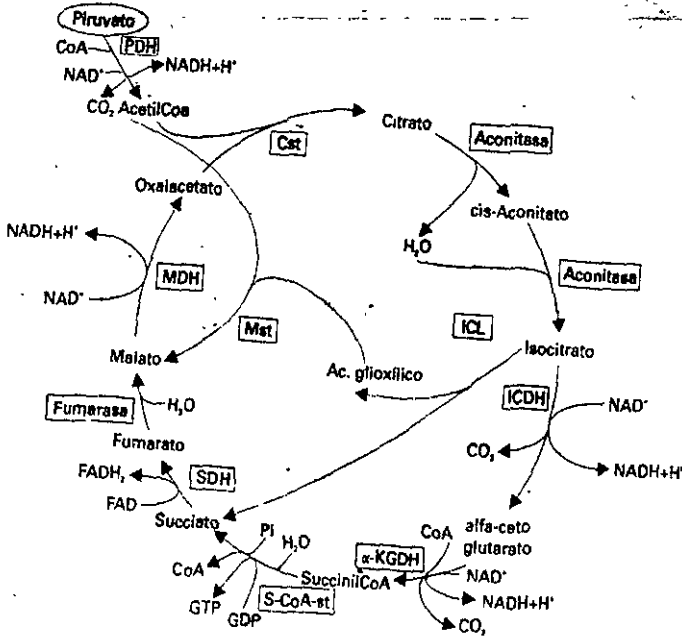 Piruvato
CoA
PDH
NAD⁺
NADH+H⁺
CO₂ AcetilCoa
Cst
Citrato
Aconitasa
cis-Aconitato
H₂O
Aconitasa
Oxalacetato
NADH+H⁺
NAD⁺
MDH
Mst
ICL
Isocitrato
Malato
Ac. glioxílico
ICDH
NAD⁺
CO₂
NADH+H⁺
Fumarasa
H₂O
Fumarato
FADH₂
SDH
FAD
Succiato
Pi
H₂O
CoA
alfa-ceto
glutarato
α-KGDH
NAD⁺
NADH+H⁺
CO₂
SuccinilCoA
CoA
S-CoA-st
GTP
GDP